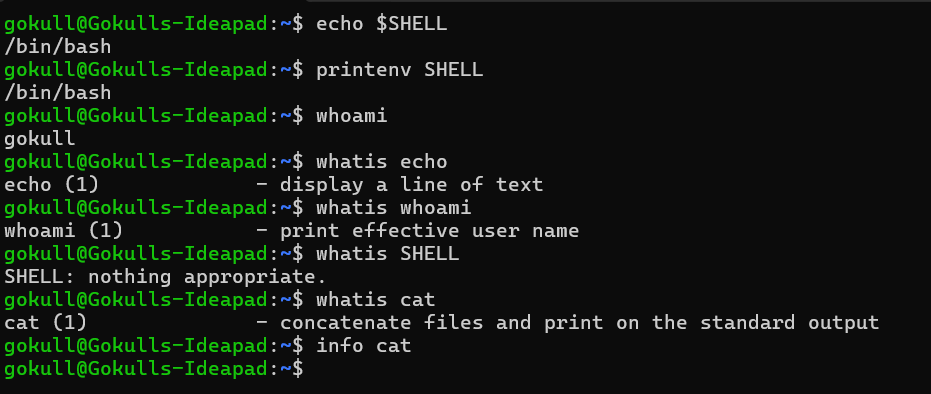 gokull@Gokulls-Ideapad:~$ echo $SHELL
/bin/bash
gokull@Gokulls-Ideapad:~$ printenv SHELL
/bin/bash
gokull@Gokulls-Ideapad:~$ whoami
gokull
gokull@Gokulls-Ideapad:~$ whatis echo
echo (1)             - display a line of text
gokull@Gokulls-Ideapad:~$ whatis whoami
whoami (1)           - print effective user name
gokull@Gokulls-Ideapad:~$ whatis SHELL
SHELL: nothing appropriate.
gokull@Gokulls-Ideapad:~$ whatis cat
cat (1)              - concatenate files and print on the standard output
gokull@Gokulls-Ideapad:~$ info cat
gokull@Gokulls-Ideapad:~$